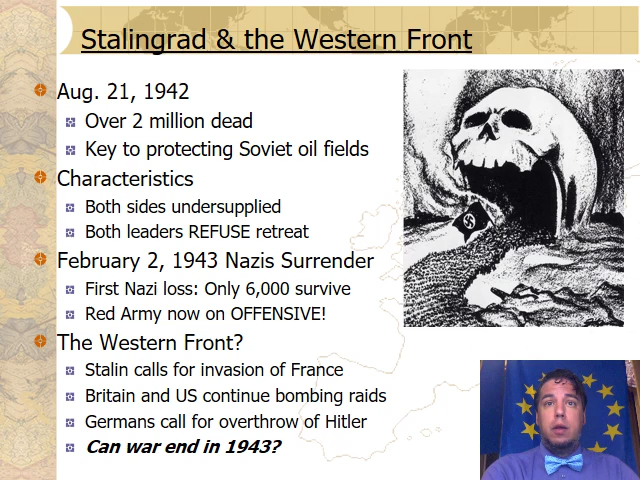 Stalingrad & the Western Front
Aug. 21, 1942
Over 2 million dead
Key to protecting Soviet oil fields
Characteristics
Both sides undersupplied
Both leaders REFUSE retreat
February 2, 1943 Nazis Surrender
First Nazi loss: Only 6,000 survive
Red Army now on OFFENSIVE!
The Western Front?
Stalin calls for invasion of France
Britain and US continue bombing raids
Germans call for overthrow of Hitler
Can war end in 1943?